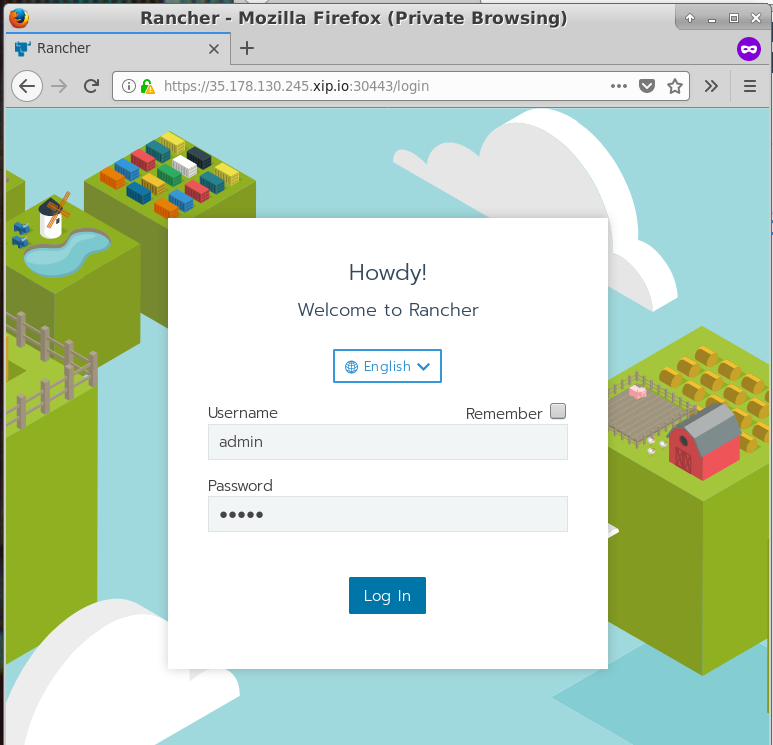 Rancher - Mozilla Firefox (Private Browsing)
Rancher
https://35.178.130.245.xip.io:30443/login
Howdy!
Welcome to Rancher
English
Username
Remember
admin
Password
•••••
Log In